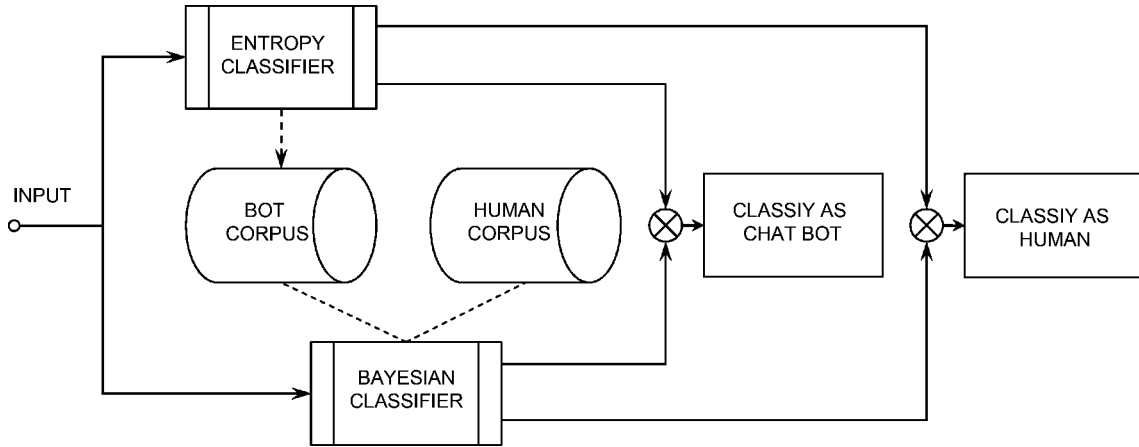 ENTROPY
CLASSIFIER
INPUT
BOT
CORPUS
HUMAN
CORPUS
CLASSIY AS
CHAT BOT
CLASSIY AS
HUMAN
BAYESIAN
CLASSIFIER